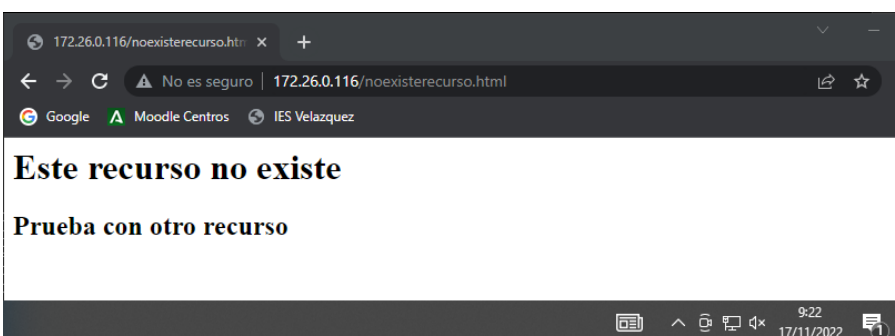 172.26.0.116/noexisterecurso.htm
No es seguro | 172.26.0.116/noexisterecurso.html
Google Moodle Centros IES Velazquez
Este recurso no existe
Prueba con otro recurso
9:22
17/11/2022
1